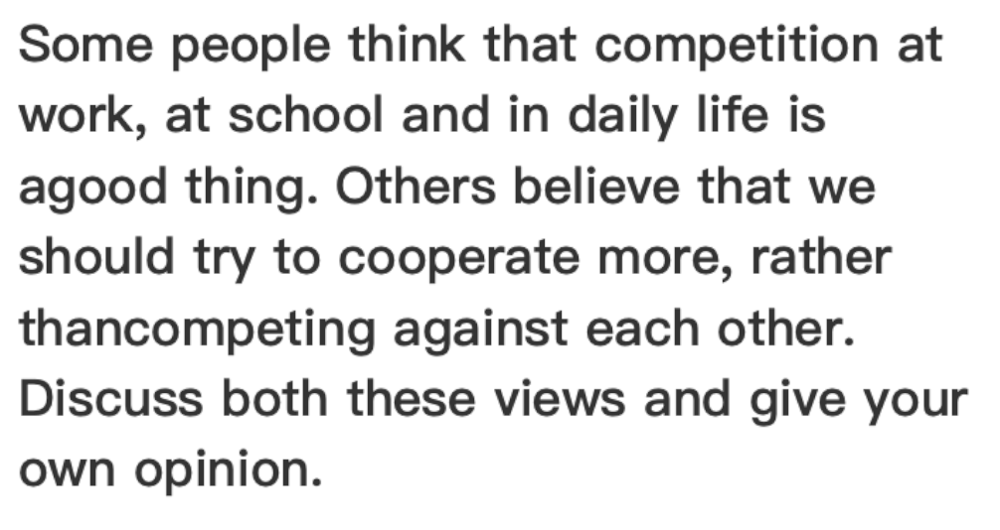 Some people think that competition at
work, at school and in daily life is
agood thing. Others believe that we
should try to cooperate more, rather
thancompeting against each other.
Discuss both these views and give your
own opinion.